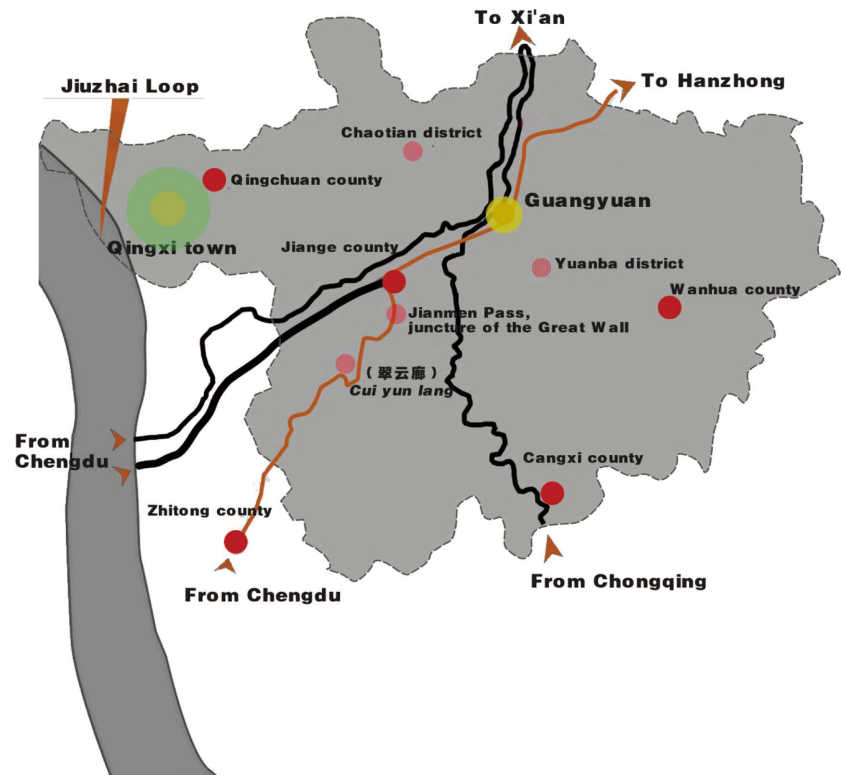 To Xi'an
To Hanzhong
Jiuzhai Loop
Chaotian district
Qingchuan county
Guangyuan
Qingxi town
Jiange county
Yuanba district
Wanhua county
Jianmen Pass,
juncture of the Great Wall
（翠云廊）
Cui yun lang
From
Chengdu
Cangxi county
Zhitong county
From Chengdu
From Chongqing